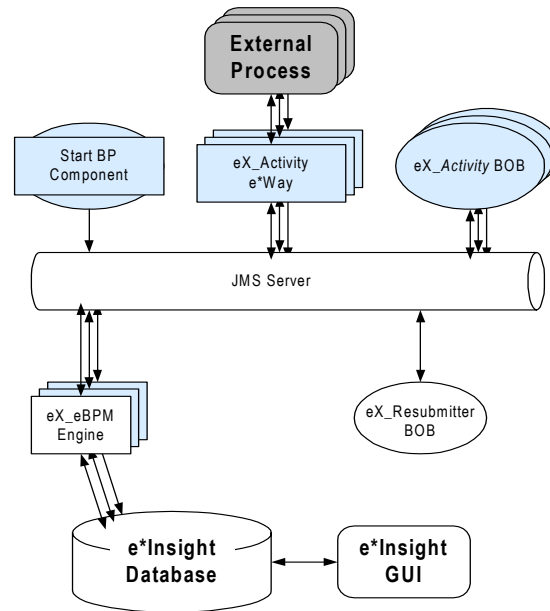 External
Process
Start BP
Component
eX_Activity
e*Way
eX_Activity BOB
JMS Server
eX_eBPM
Engine
eX_Resubmitter
BOB
e*Insight
Database
e*Insight
GUI